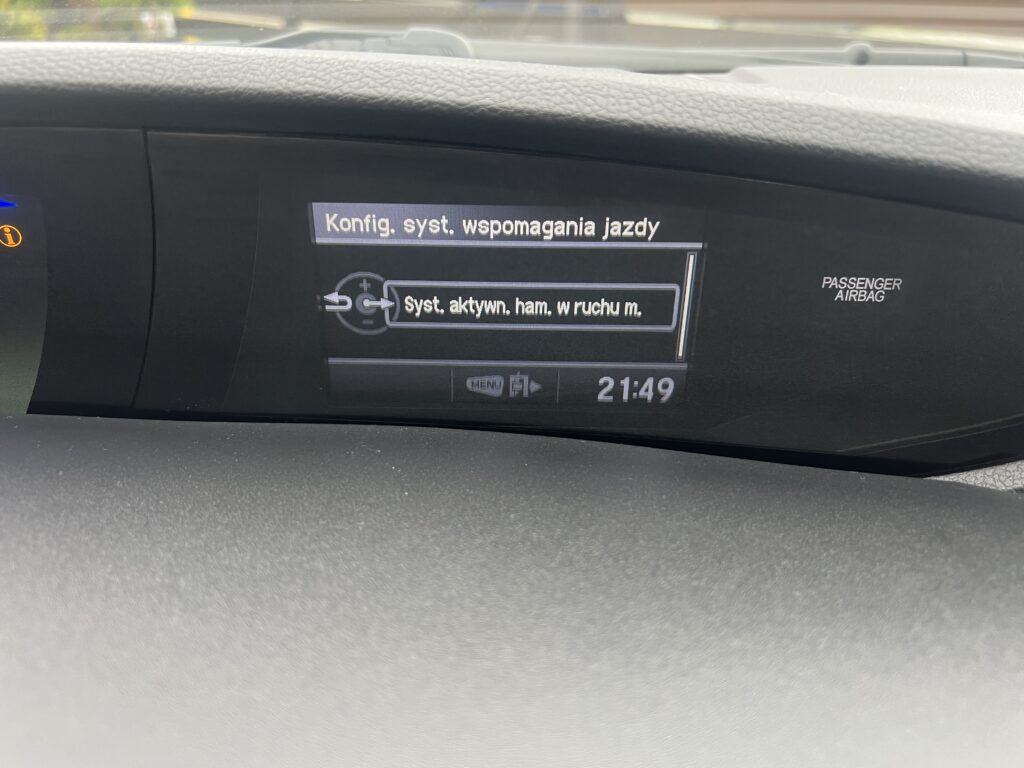 Konfig. syst. wspomagania jazdy
Syst. aktywn. ham. w ruchu m.
MENU
21:49
PASSENGER
AIRBAG